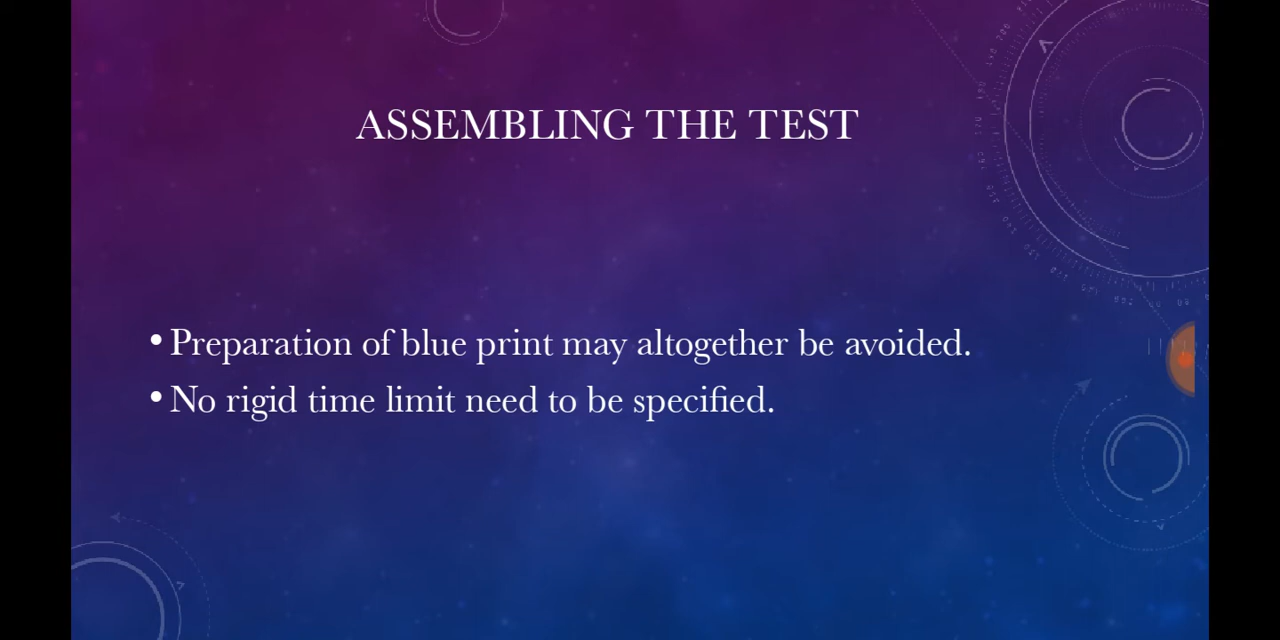 ASSEMBLING THE TEST
• Preparation of blue print may altogether be avoided.
• No rigid time limit need to be specified.